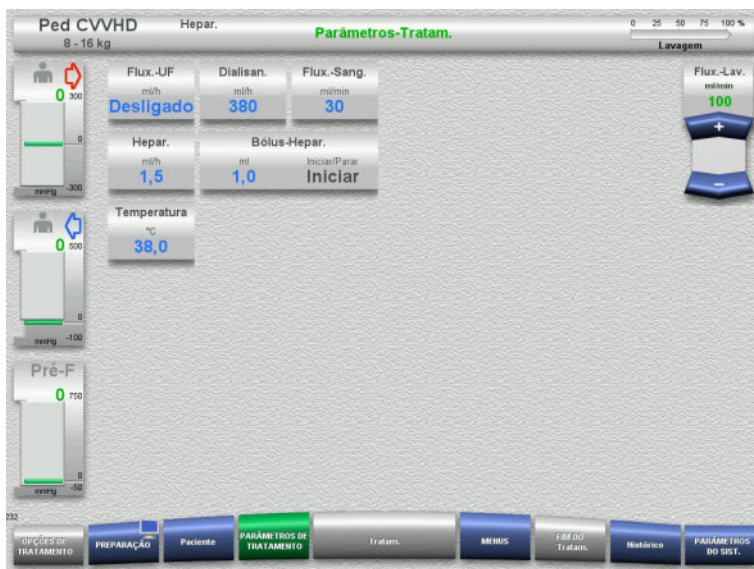 Ped CVVHD
Hepar.
8 - 16 kg
Parâmetros-Tratam.
0 25 50 75 100 %
Lavagem
0
300
0
-300
mmHg
Flux.-UF
ml/h
Desligado
Dialisan.
ml/h
380
Flux.-Sang.
ml/min
30
Flux.-Lav.
ml/min
100
+
−
Hepar.
ml/h
1,5
Bólus-Hepar.
ml
1,0
Iniciar/Parar
Iniciar
Temperatura
°C
38,0
0
500
0
-100
mmHg
Pré-F
0
750
0
-50
mmHg
232
OPÇÕES DE
TRATAMENTO
PREPARAÇÃO
Paciente
PARÂMETROS DE
TRATAMENTO
Tratam.
MENUS
FIM DO
Tratam.
Histórico
PARÂMETROS
DO SIST.